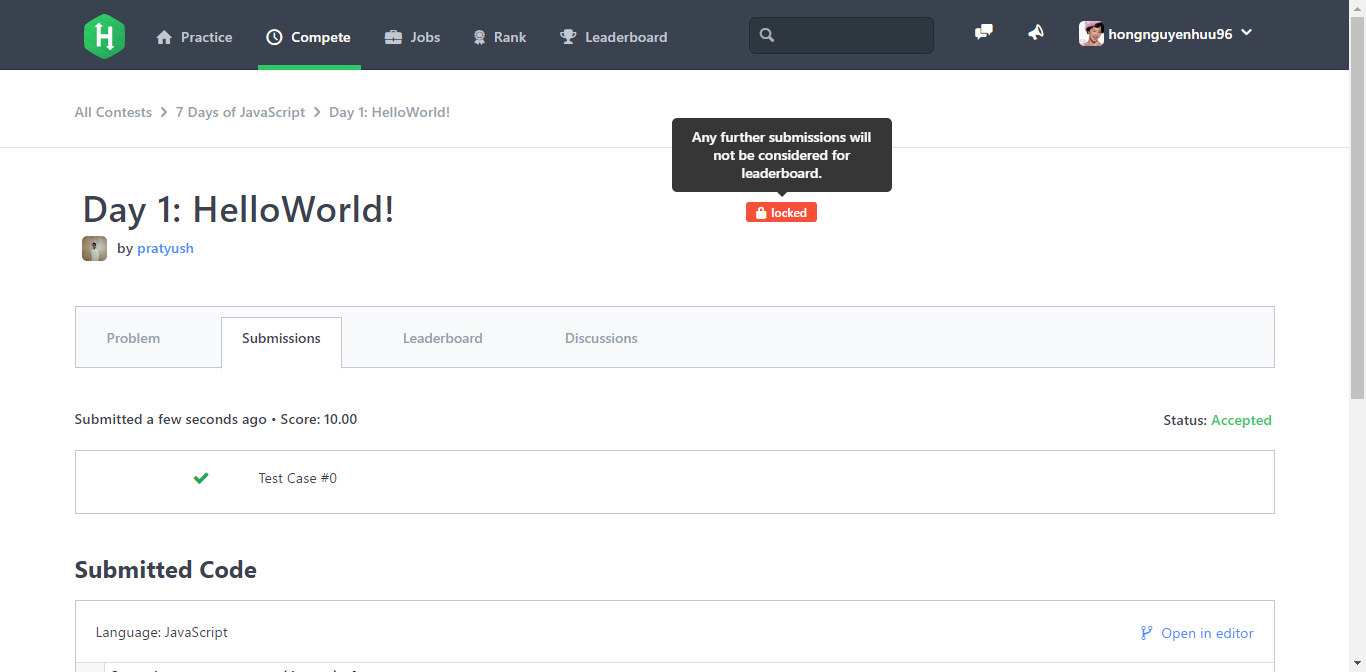 H
Practice
Compete
Jobs
Rank
Leaderboard
hongnguyenhuu96
All Contests > 7 Days of JavaScript > Day 1: HelloWorld!
Any further submissions will
not be considered for
leaderboard.
Day 1: HelloWorld!
locked
by pratyush
Problem
Submissions
Leaderboard
Discussions
Submitted a few seconds ago • Score: 10.00
Status: Accepted
Test Case #0
Submitted Code
Language: JavaScript
Open in editor